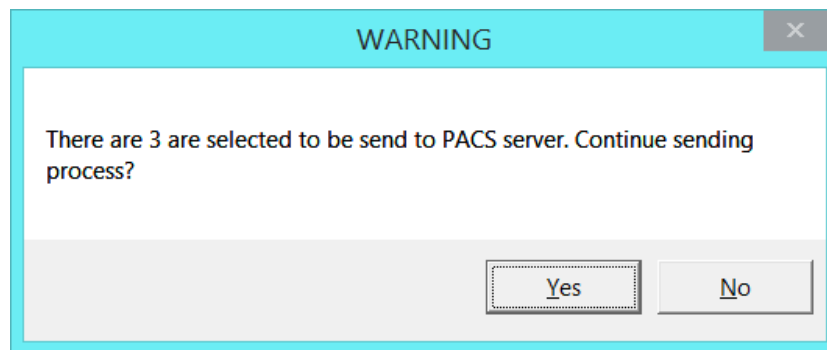 WARNING
There are 3 are selected to be send to PACS server. Continue sending
process?
Yes
No